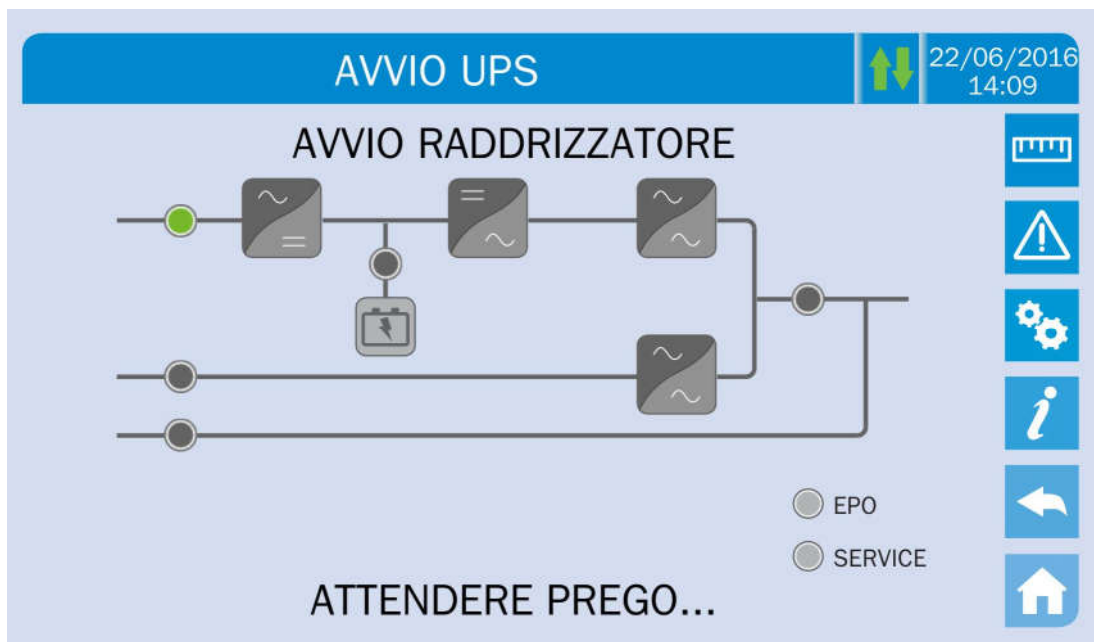 AVVIO UPS
22/06/2016
14:09
AVVIO RADDRIZZATORE
EPO
SERVICE
ATTENDERE PREGO...